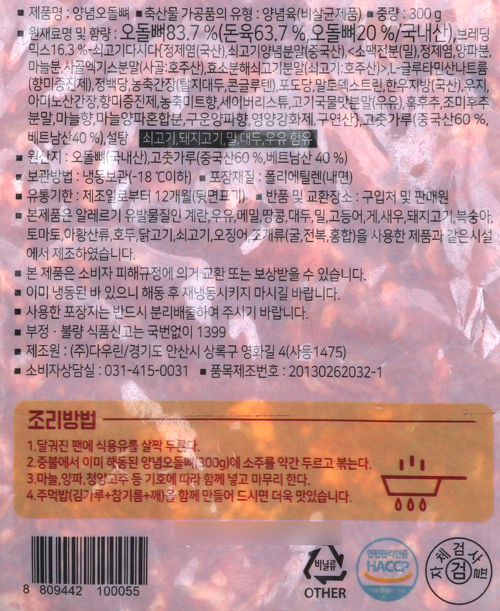 ■ 제품명 : 양념오돌뼈 ■ 축산물 가공품의 유형 : 양념육(비살균제품) ■ 중량 : 300g
■ 원재료명 및 함량 : 오돌뼈83.7%(돈육63.7%,오돌뼈20%/국내산),브레딩
믹스16.3%-쇠고기다시다{정제염(국산),쇠고기양념분말(중국산)<소맥전분(밀),정제염,양파분,
마늘분,사골엑기스분말(사골:호주산),효소분해쇠고기분말(쇠고기:호주산)>,L-글루타민산나트륨
(향미증진제),정백당,농축간장(탈지대두,콘글루텐),포도당,말토덱스트린,한우지방(국산),우지,
아미노산간장,향미증진제,농축미트향,세이버리스튜,고기국물맛분말(우유),흑후추,조미후추
분말,마늘향,마늘양파혼합분,구운양파향,영양강화제,구연산},고춧가루(중국산60%,
베트남산40%),설탕 쇠고기,돼지고기,밀,대두,우유 함유
■ 원산지 : 오돌뼈(국내산),고춧가루(중국산60%,베트남산 40%)
■ 보관방법 : 냉동보관(-18℃이하) ■ 포장재질 : 폴리에틸렌(내면)
■ 유통기한 : 제조일로부터 12개월(뒷면표기) ■ 반품 및 교환장소 : 구입처 및 판매원
■ 본제품은 알레르기 유발물질인 계란,우유,메밀,땅콩,대두,밀,고등어,게,새우,돼지고기,복숭아,
토마토,아황산류,호두,닭고기,쇠고기,오징어,조개류(굴,전복,홍합)을 사용한 제품과 같은시설
에서 제조하였습니다.
■ 본 제품은 소비자 피해규정에 의거 교환 또는 보상받을 수 있습니다.
■ 이미 냉동된 바 있으니 해동 후 재냉동시키지 마시길 바랍니다.
■ 사용한 포장지는 반드시 분리배출하여 주시기 바랍니다.
■ 부정·불량 식품신고는 국번없이 1399
■ 제조원 : (주)다우린/경기도 안산시 상록구 영화길 4(사동1475)
■ 소비자상담실 : 031-415-0031 ■ 품목제조번호 : 20130262032-1
조리방법
1.달궈진 팬에 식용유를 살짝 두른다.
2.중불에서 이미 해동된 양념오돌뼈(300g)에 소주를 약간 두르고 볶는다.
3.마늘,양파,청양고추 등 기호에 따라 함께 넣고 마무리 한다.
4.주먹밥(김가루+참기름+깨)을 함께 만들어 드시면 더욱 맛있습니다.
8 809442 100055
비닐류
OTHER
안전관리인증
HACCP
자체검사필
검